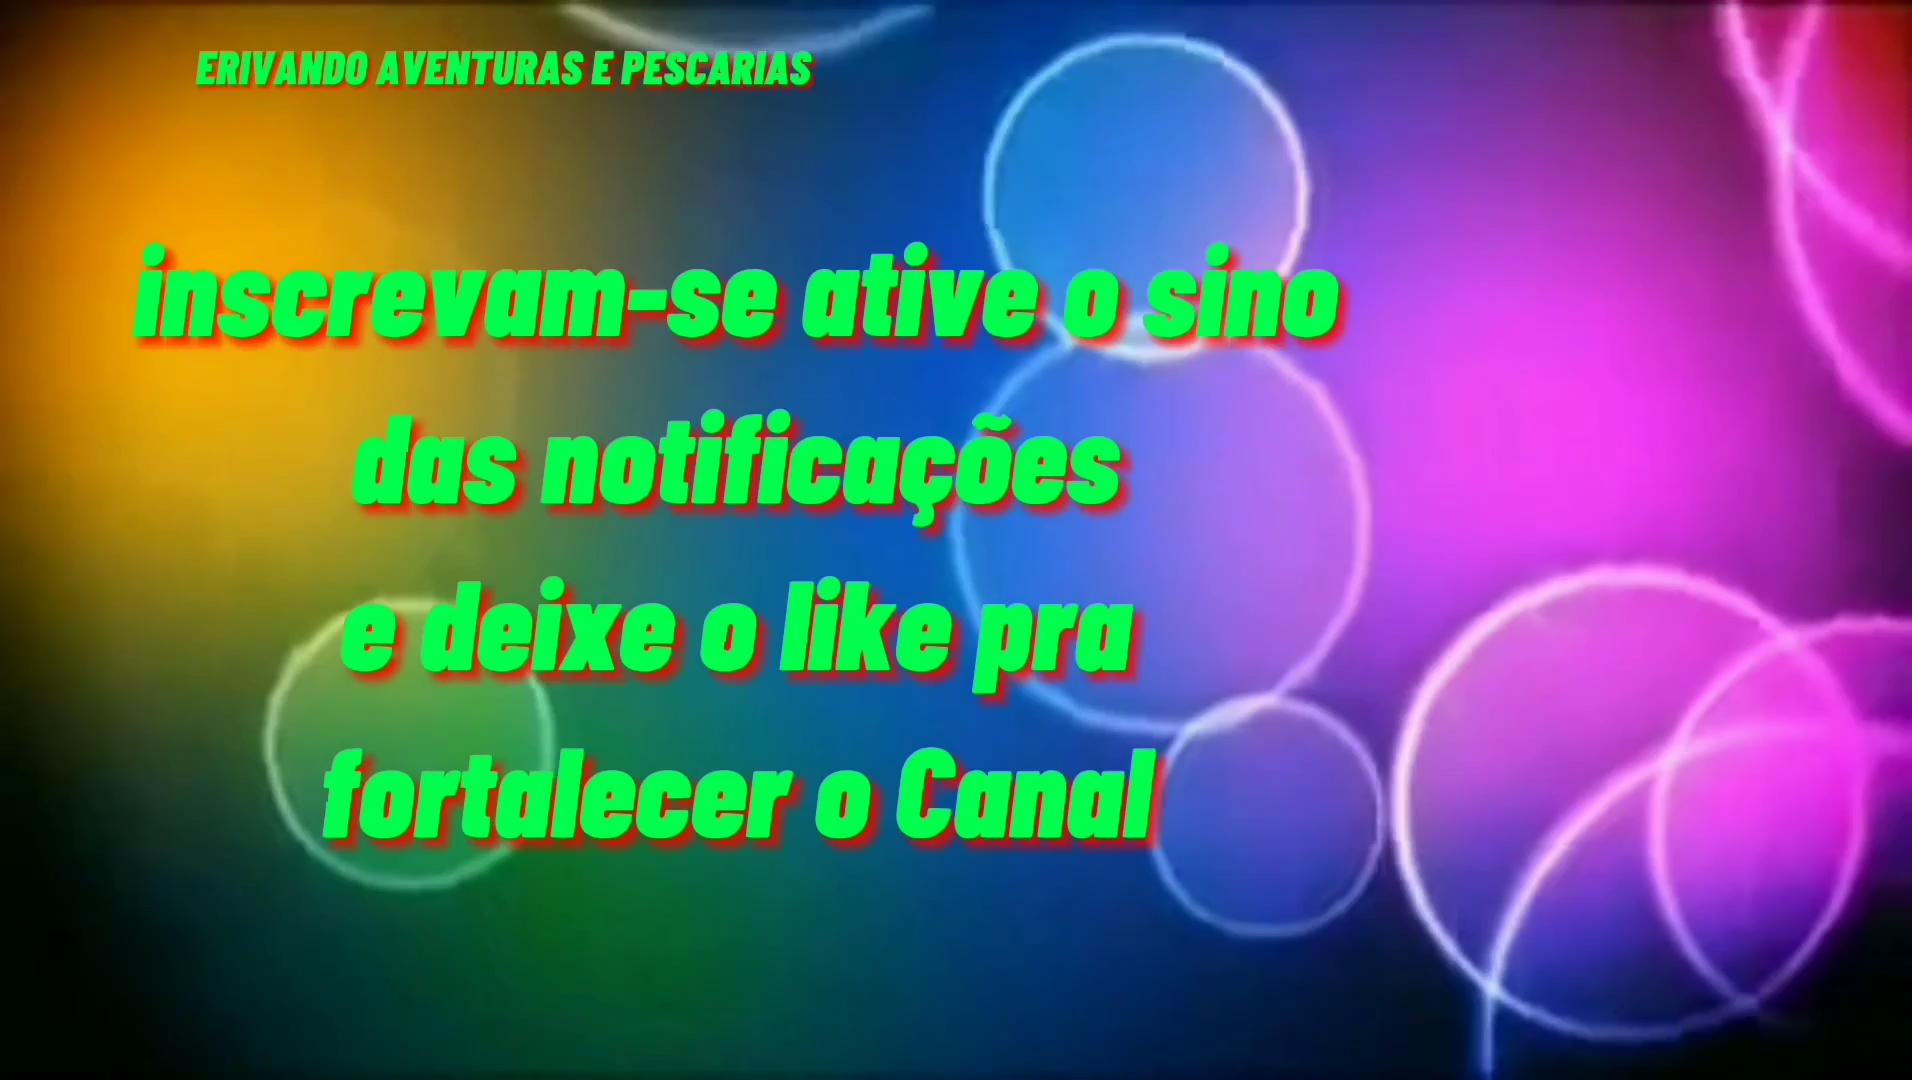 ERIVANDO AVENTURAS E PESCARIAS
inscrevam-se ative o sino
das notificações
e deixe o like pra
fortalecer o Canal